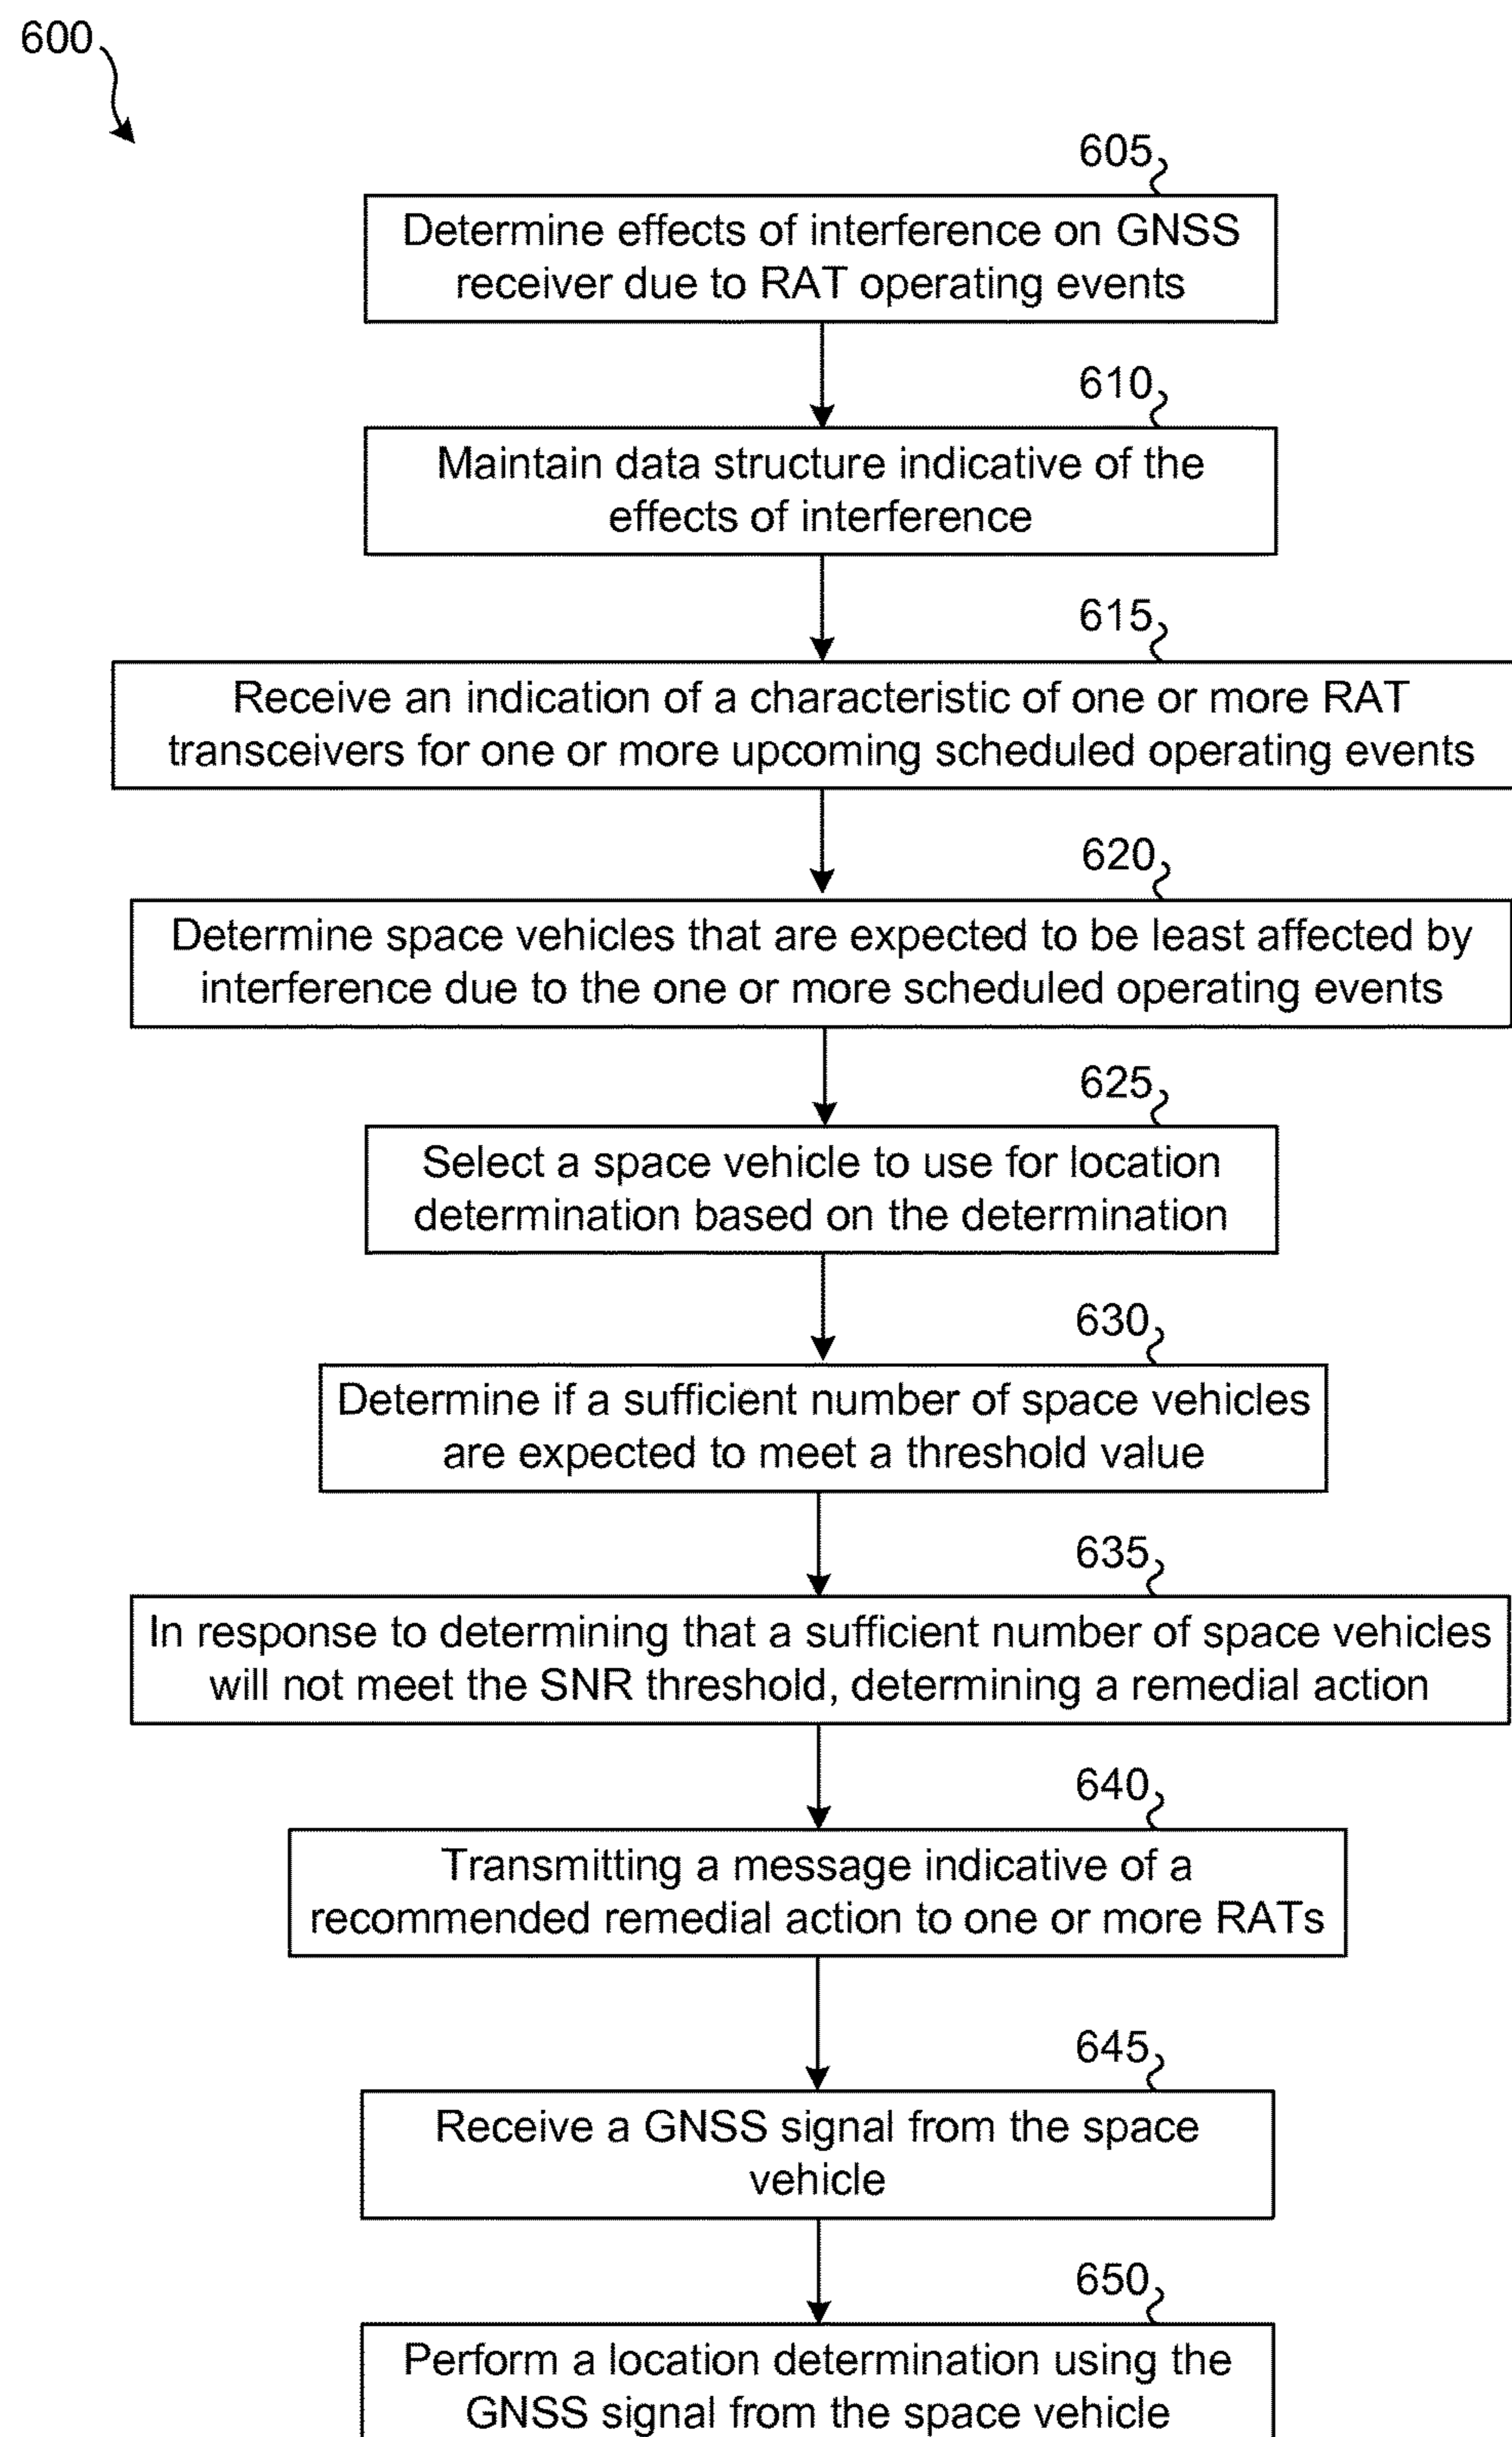 600
605
Determine effects of interference on GNSS
receiver due to RAT operating events
610
Maintain data structure indicative of the
effects of interference
615
Receive an indication of a characteristic of one or more RAT
transceivers for one or more upcoming scheduled operating events
620
Determine space vehicles that are expected to be least affected by
interference due to the one or more scheduled operating events
625
Select a space vehicle to use for location
determination based on the determination
630
Determine if a sufficient number of space vehicles
are expected to meet a threshold value
635
In response to determining that a sufficient number of space vehicles
will not meet the SNR threshold, determining a remedial action
640
Transmitting a message indicative of a
recommended remedial action to one or more RATs
645
Receive a GNSS signal from the space
vehicle
650
Perform a location determination using the
GNSS signal from the space vehicle